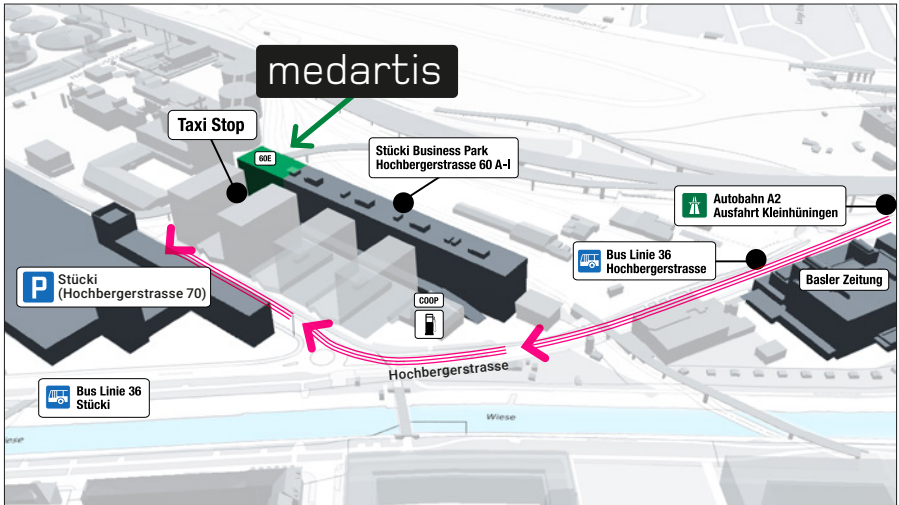 medartis
Taxi Stop
60E
Stücki Business Park
Hochbergerstrasse 60 A-I
Autobahn A2
Ausfahrt Kleinhüningen
Bus Linie 36
Hochbergerstrasse
Basler Zeitung
P
Stücki
(Hochbergerstrasse 70)
COOP
Hochbergerstrasse
Bus Linie 36
Stücki
Wiese
Wiese